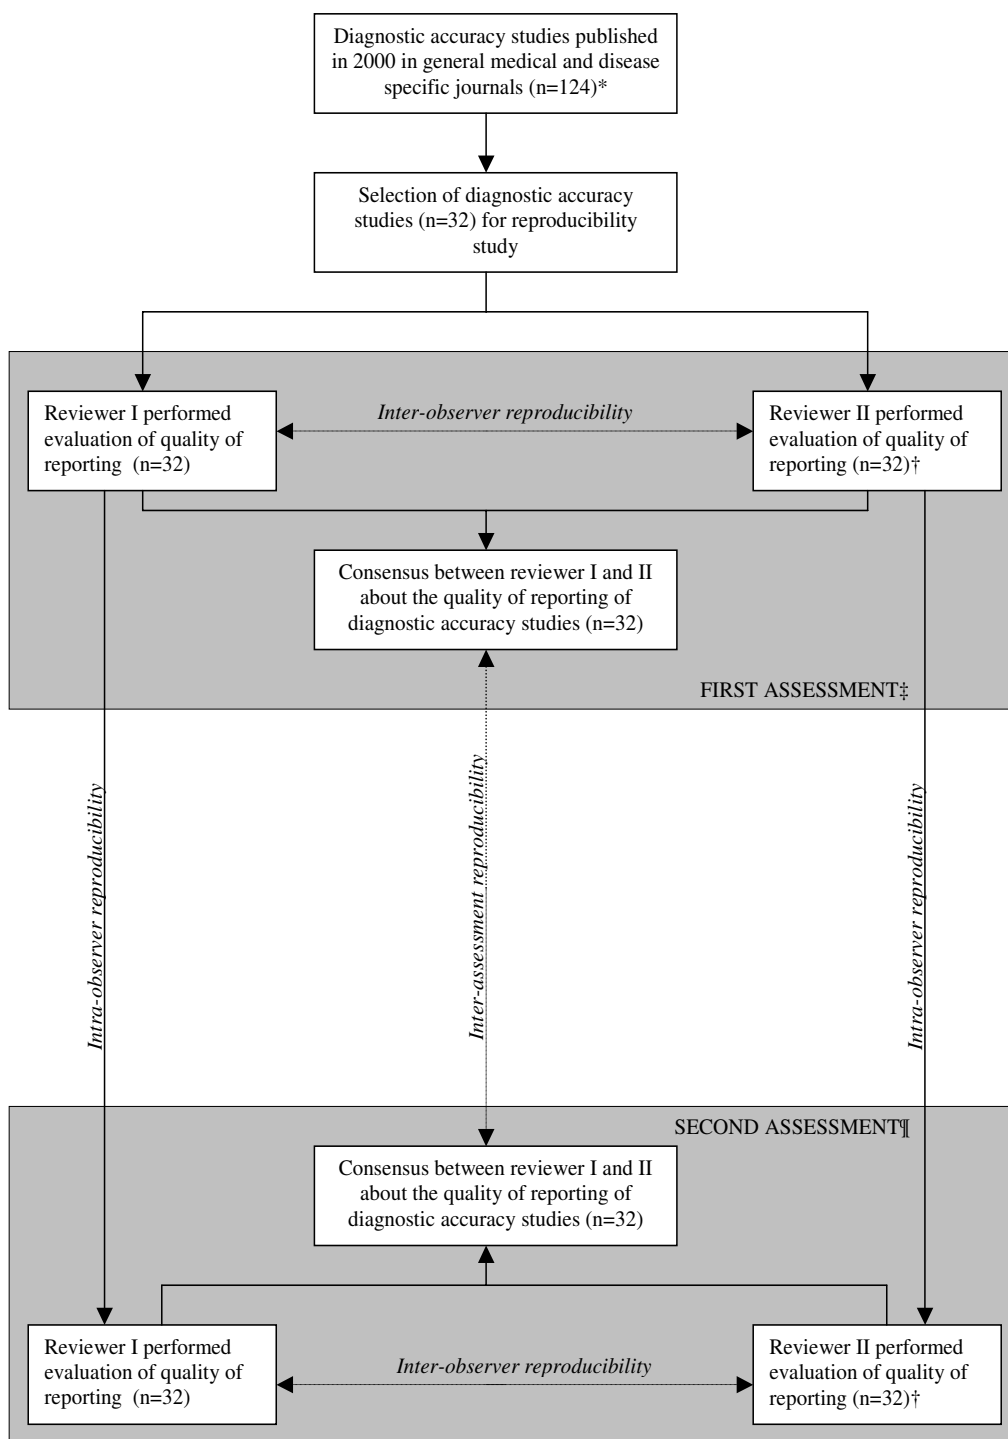 Diagnostic accuracy studies published
in 2000 in general medical and disease
specific journals (n=124)*
Selection of diagnostic accuracy
studies (n=32) for reproducibility
study
Reviewer I performed
evaluation of quality of
reporting (n=32)
Inter-observer reproducibility
Reviewer II performed
evaluation of quality of
reporting (n=32)†
Consensus between reviewer I and II
about the quality of reporting of
diagnostic accuracy studies (n=32)
FIRST ASSESSMENT‡
Intra-observer reproducibility
Inter-assessment reproducibility
Intra-observer reproducibility
SECOND ASSESSMENT¶
Consensus between reviewer I and II
about the quality of reporting of
diagnostic accuracy studies (n=32)
Reviewer I performed
evaluation of quality of
reporting (n=32)
Inter-observer reproducibility
Reviewer II performed
evaluation of quality of
reporting (n=32)†